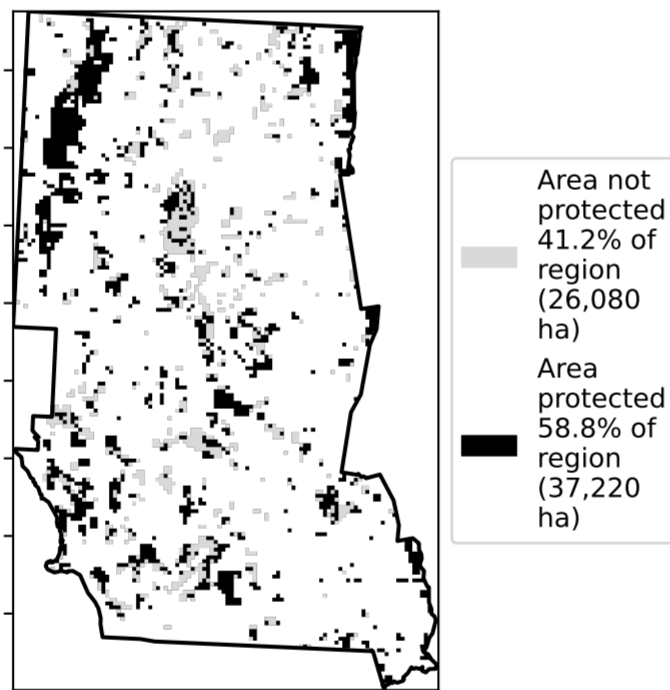 Area not
protected
41.2% of
region
(26,080
ha)
Area
protected
58.8% of
region
(37,220
ha)